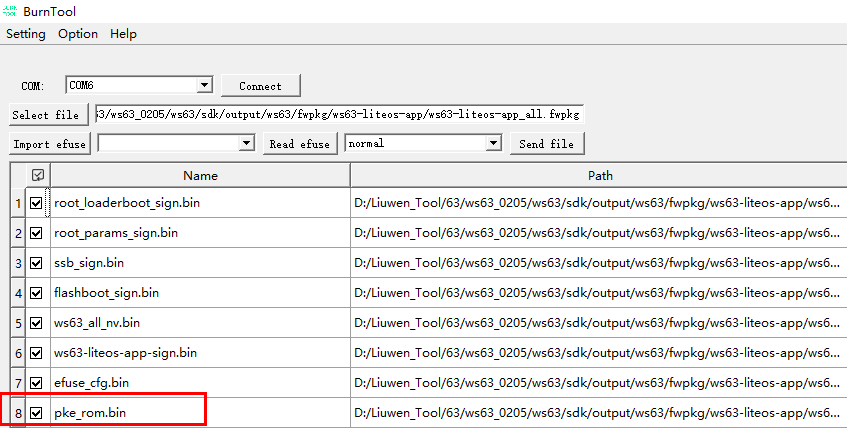 BURN TOOL BurnTool
Setting Option Help
COM: COM6 Connect
Select file 63/ws63_0205/ws63/sdk/output/ws63/fwpkg/ws63-liteos-app/ws63-liteos-app_all.fwpkg
Import efuse Read efuse normal Send file
Name Path
1 root_loaderboot_sign.bin D:/Liuwen_Tool/63/ws63_0205/ws63/sdk/output/ws63/fwpkg/ws63-liteos-app/ws6...
2 root_params_sign.bin D:/Liuwen_Tool/63/ws63_0205/ws63/sdk/output/ws63/fwpkg/ws63-liteos-app/ws6...
3 ssb_sign.bin D:/Liuwen_Tool/63/ws63_0205/ws63/sdk/output/ws63/fwpkg/ws63-liteos-app/ws6...
4 flashboot_sign.bin D:/Liuwen_Tool/63/ws63_0205/ws63/sdk/output/ws63/fwpkg/ws63-liteos-app/ws6...
5 ws63_all_nv.bin D:/Liuwen_Tool/63/ws63_0205/ws63/sdk/output/ws63/fwpkg/ws63-liteos-app/ws6...
6 ws63-liteos-app-sign.bin D:/Liuwen_Tool/63/ws63_0205/ws63/sdk/output/ws63/fwpkg/ws63-liteos-app/ws6...
7 efuse_cfg.bin D:/Liuwen_Tool/63/ws63_0205/ws63/sdk/output/ws63/fwpkg/ws63-liteos-app/ws6...
8 pke_rom.bin D:/Liuwen_Tool/63/ws63_0205/ws63/sdk/output/ws63/fwpkg/ws63-liteos-app/ws6...